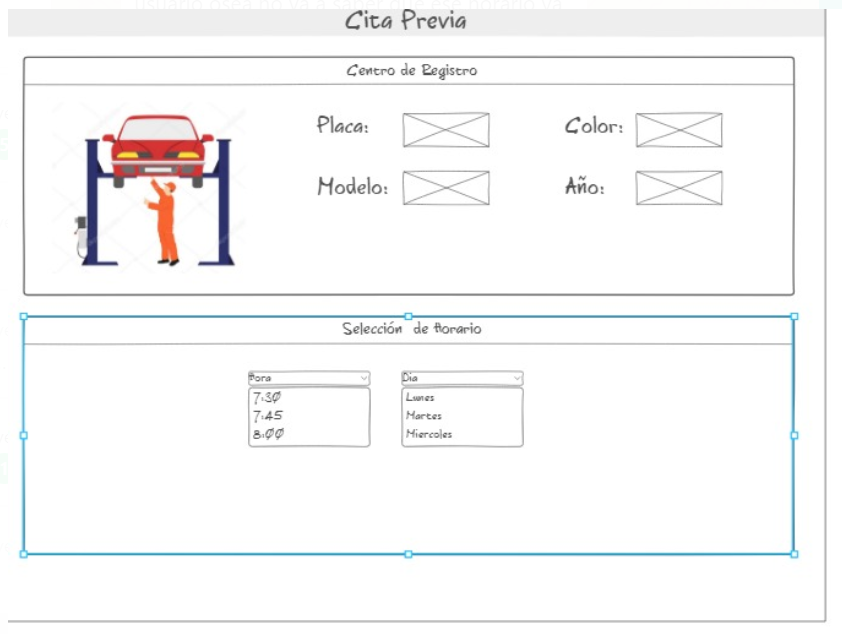 Cita Previa
Centro de Registro
Placa:
Color:
Modelo:
Año:
Selección de Horario
Hora
Dia
7:30
Lunes
7:45
Martes
8:00
Miercoles